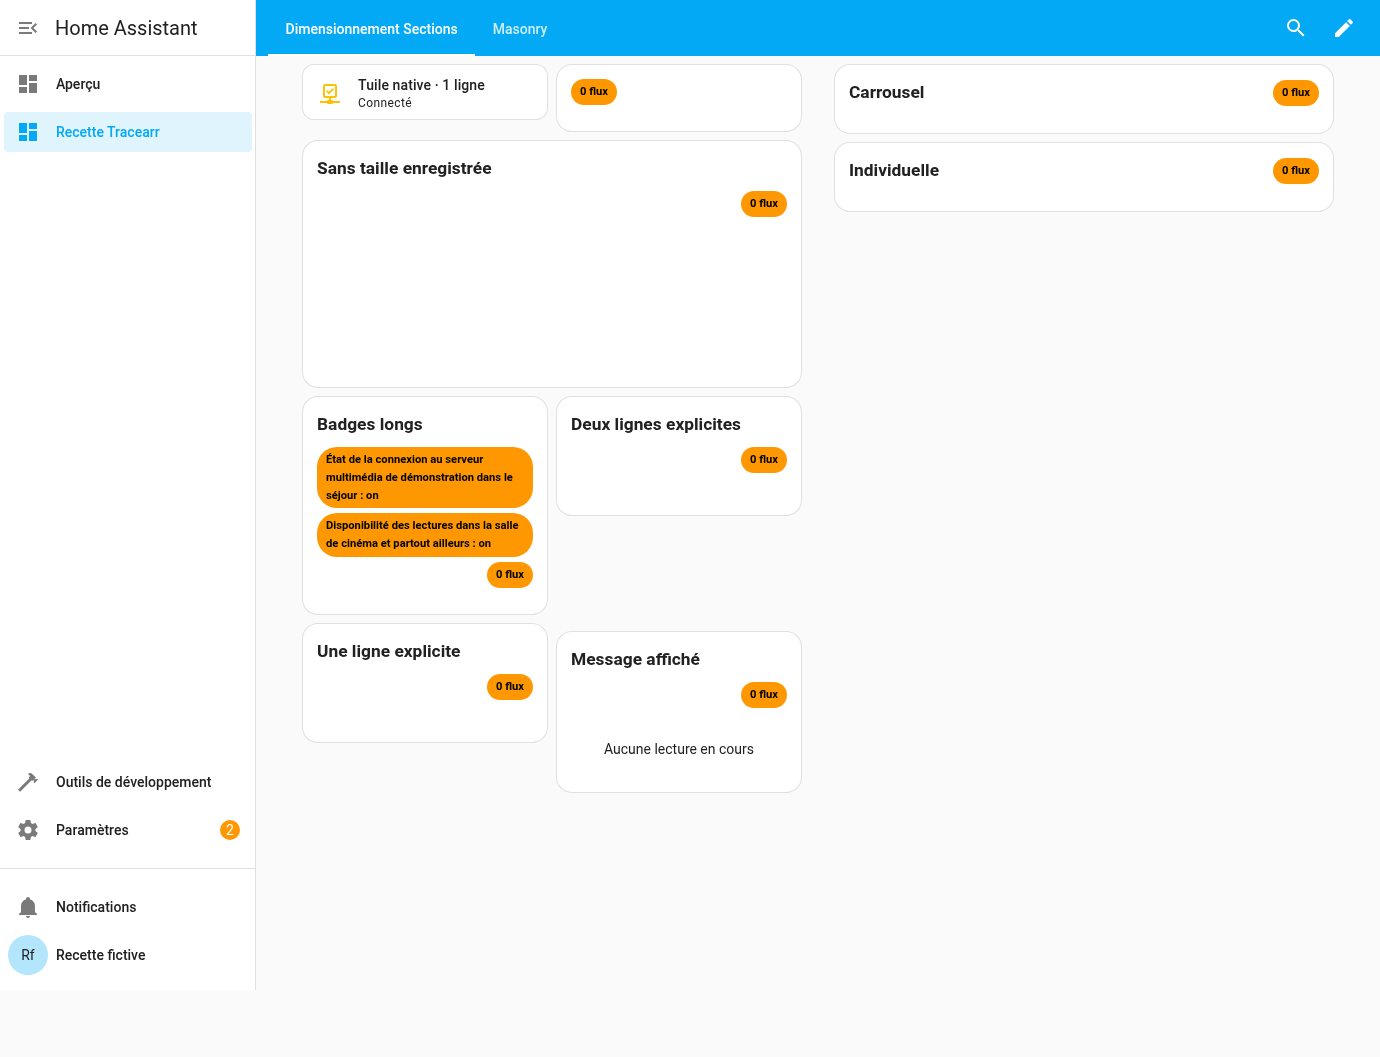 Home Assistant
Dimensionnement Sections
Masonry
Aperçu
Recette Tracearr
Outils de développement
Paramètres
2
Notifications
Rf
Recette fictive
Tuile native · 1 ligne
Connecté
0 flux
Sans taille enregistrée
0 flux
Badges longs
État de la connexion au serveur
multimédia de démonstration dans le
séjour : on
Disponibilité des lectures dans la salle
de cinéma et partout ailleurs : on
0 flux
Deux lignes explicites
0 flux
Une ligne explicite
0 flux
Message affiché
0 flux
Aucune lecture en cours
Carrousel
0 flux
Individuelle
0 flux